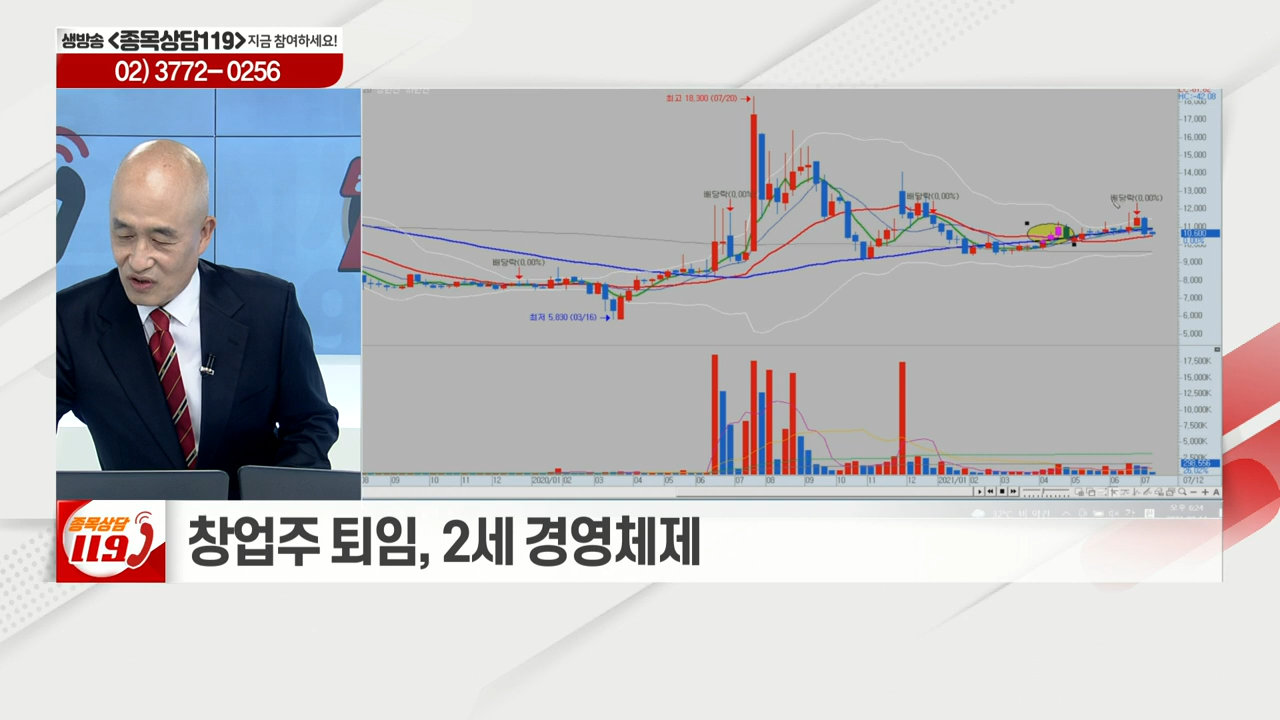 생방송 <종목상담119> 지금 참여하세요!
02) 3772-0256
최고 18,300 (07/20)
HC:-42.08
18,000
17,000
16,000
15,000
14,000
13,000
12,000
11,000
10,600
0.00%
9,000
8,000
7,000
6,000
5,000
배당락(0.00%)
배당락(0.00%)
배당락(0.00%)
배당락(0.00%)
최저 5,830 (03/16)
17,500K
15,000K
12,500K
10,000K
7,500K
5,000K
09
10
11
12
2020/01
02
03
04
05
06
07
08
09
10
11
12
2021/01
02
03
04
05
06
07
07/12
종목상담
119
창업주 퇴임, 2세 경영체제